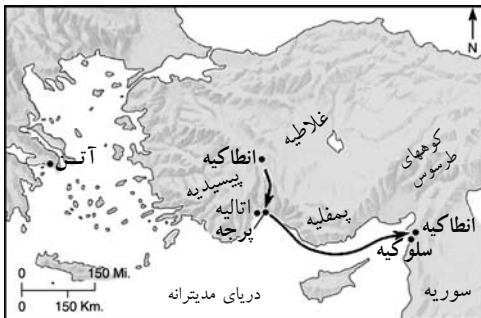 N
غلاطیه
کوههای
طرسوس
آتــن
انطاکیه
پیسیدیه
پمفلیه
اتالیه
پرجه
انطاکیه
سلوکیه
سوریه
دریای مدیترانه
0 150 Mi.
0 150 Km.